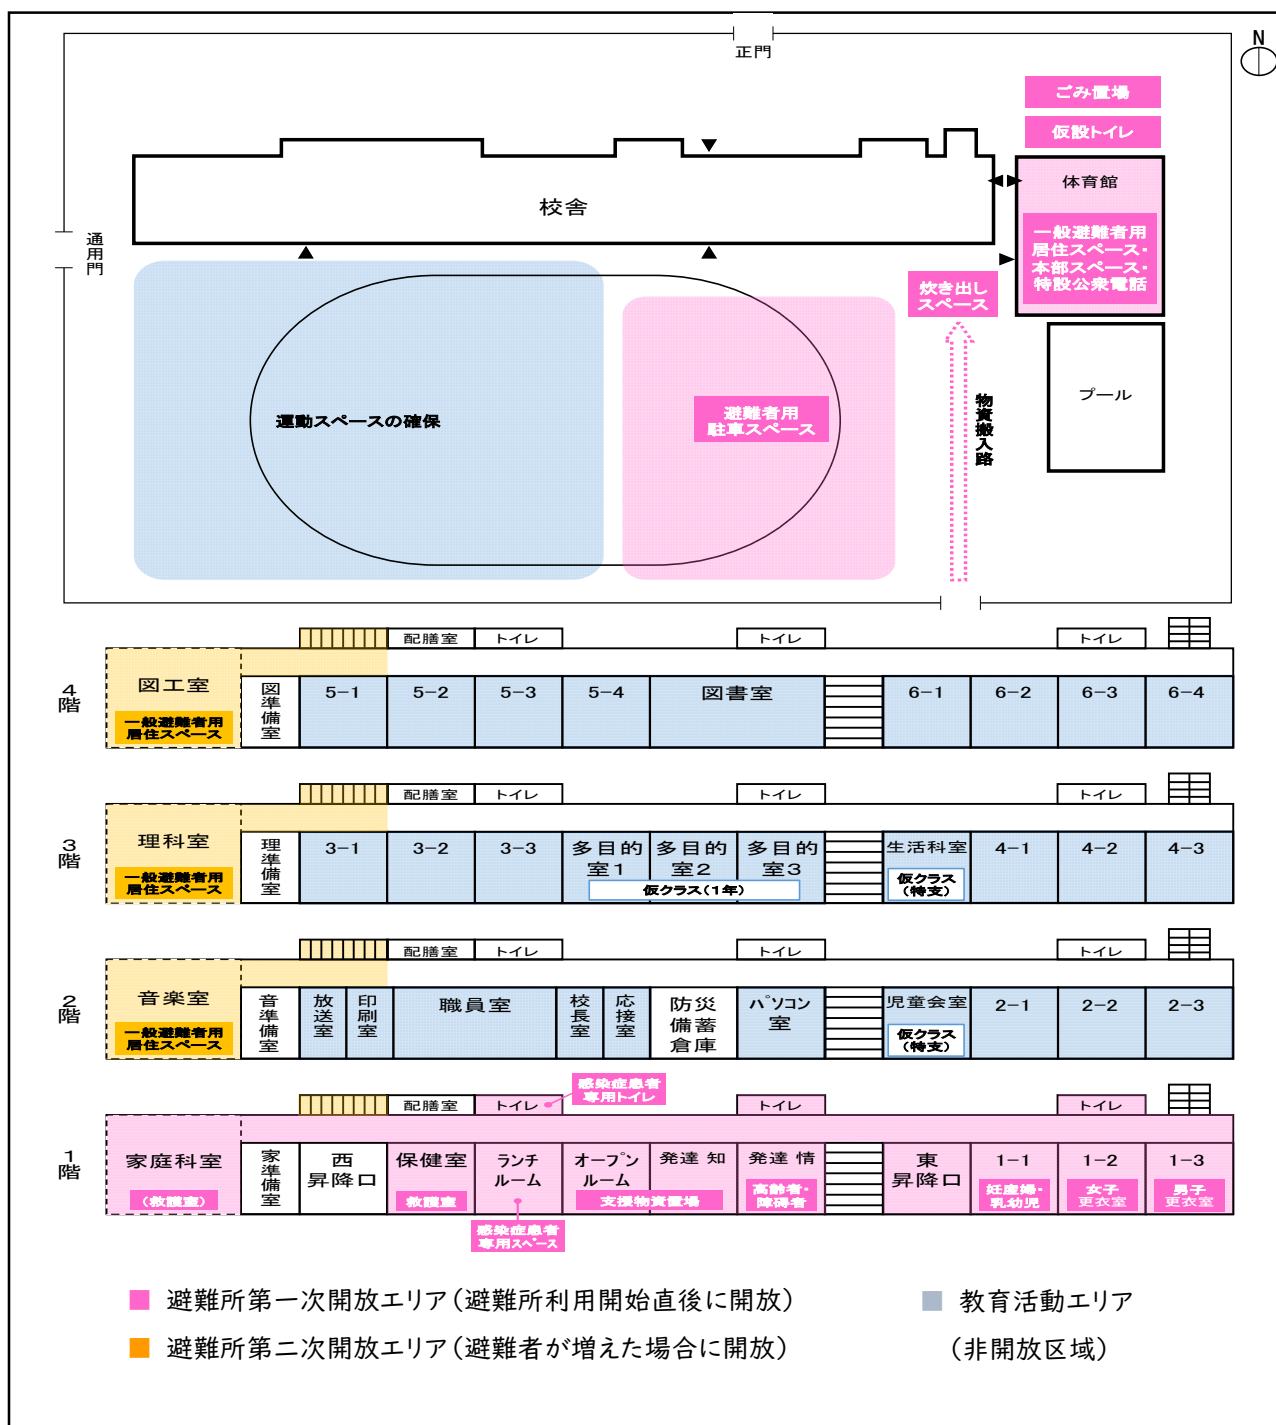 正門
N
ごみ置場
仮設トイレ
体育館
校舎
通用門
一般避難者用
居住スペース・
本部スペース・
特設公衆電話
炊き出し
スペース
プール
運動スペースの確保
避難者用
駐車スペース
物資搬入路
4階
配膳室 トイレ トイレ トイレ
図工室 図準備室 5-1 5-2 5-3 5-4 図書室 6-1 6-2 6-3 6-4
一般避難者用
居住スペース
3階
配膳室 トイレ トイレ トイレ
理科室 理準備室 3-1 3-2 3-3 多目的 多目的 多目的 生活科室 4-1 4-2 4-3
室1 室2 室3
一般避難者用
居住スペース
仮クラス(1年)
仮クラス
(特支)
2階
配膳室 トイレ トイレ トイレ
音楽室 音準備室 放送室 印刷室 職員室 校長室 応接室 防災 パソコン 児童会室 2-1 2-2 2-3
備蓄 室
倉庫
一般避難者用
居住スペース
仮クラス
(特支)
感染症患者
専用トイレ
1階
配膳室 トイレ トイレ トイレ
家庭科室 家準備室 西 保健室 ランチ オープン 発達 知 発達 情 東 1-1 1-2 1-3
昇降口 ルーム ルーム 昇降口
(救護室) 救護室 支援物資置場
高齢者・
障碍者
妊産婦・
乳幼児
女子
更衣室
男子
更衣室
感染症患者
専用スペース
避難所第一次開放エリア(避難所利用開始直後に開放)
教育活動エリア
避難所第二次開放エリア(避難者が増えた場合に開放)
(非開放区域)